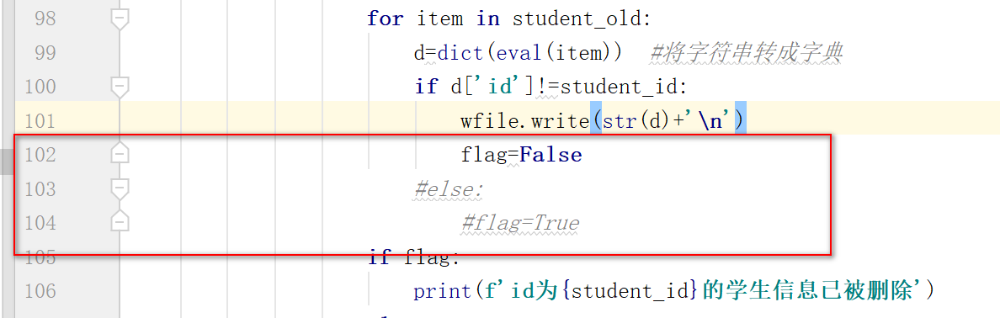 98 for item in student_old:
99 d=dict(eval(item)) #将字符串转成字典
100 if d['id']!=student_id:
101 wfile.write(str(d)+'\n')
102 flag=False
103 #else:
104 #flag=True
105 if flag:
106 print(f'id为{student_id}的学生信息已被删除')